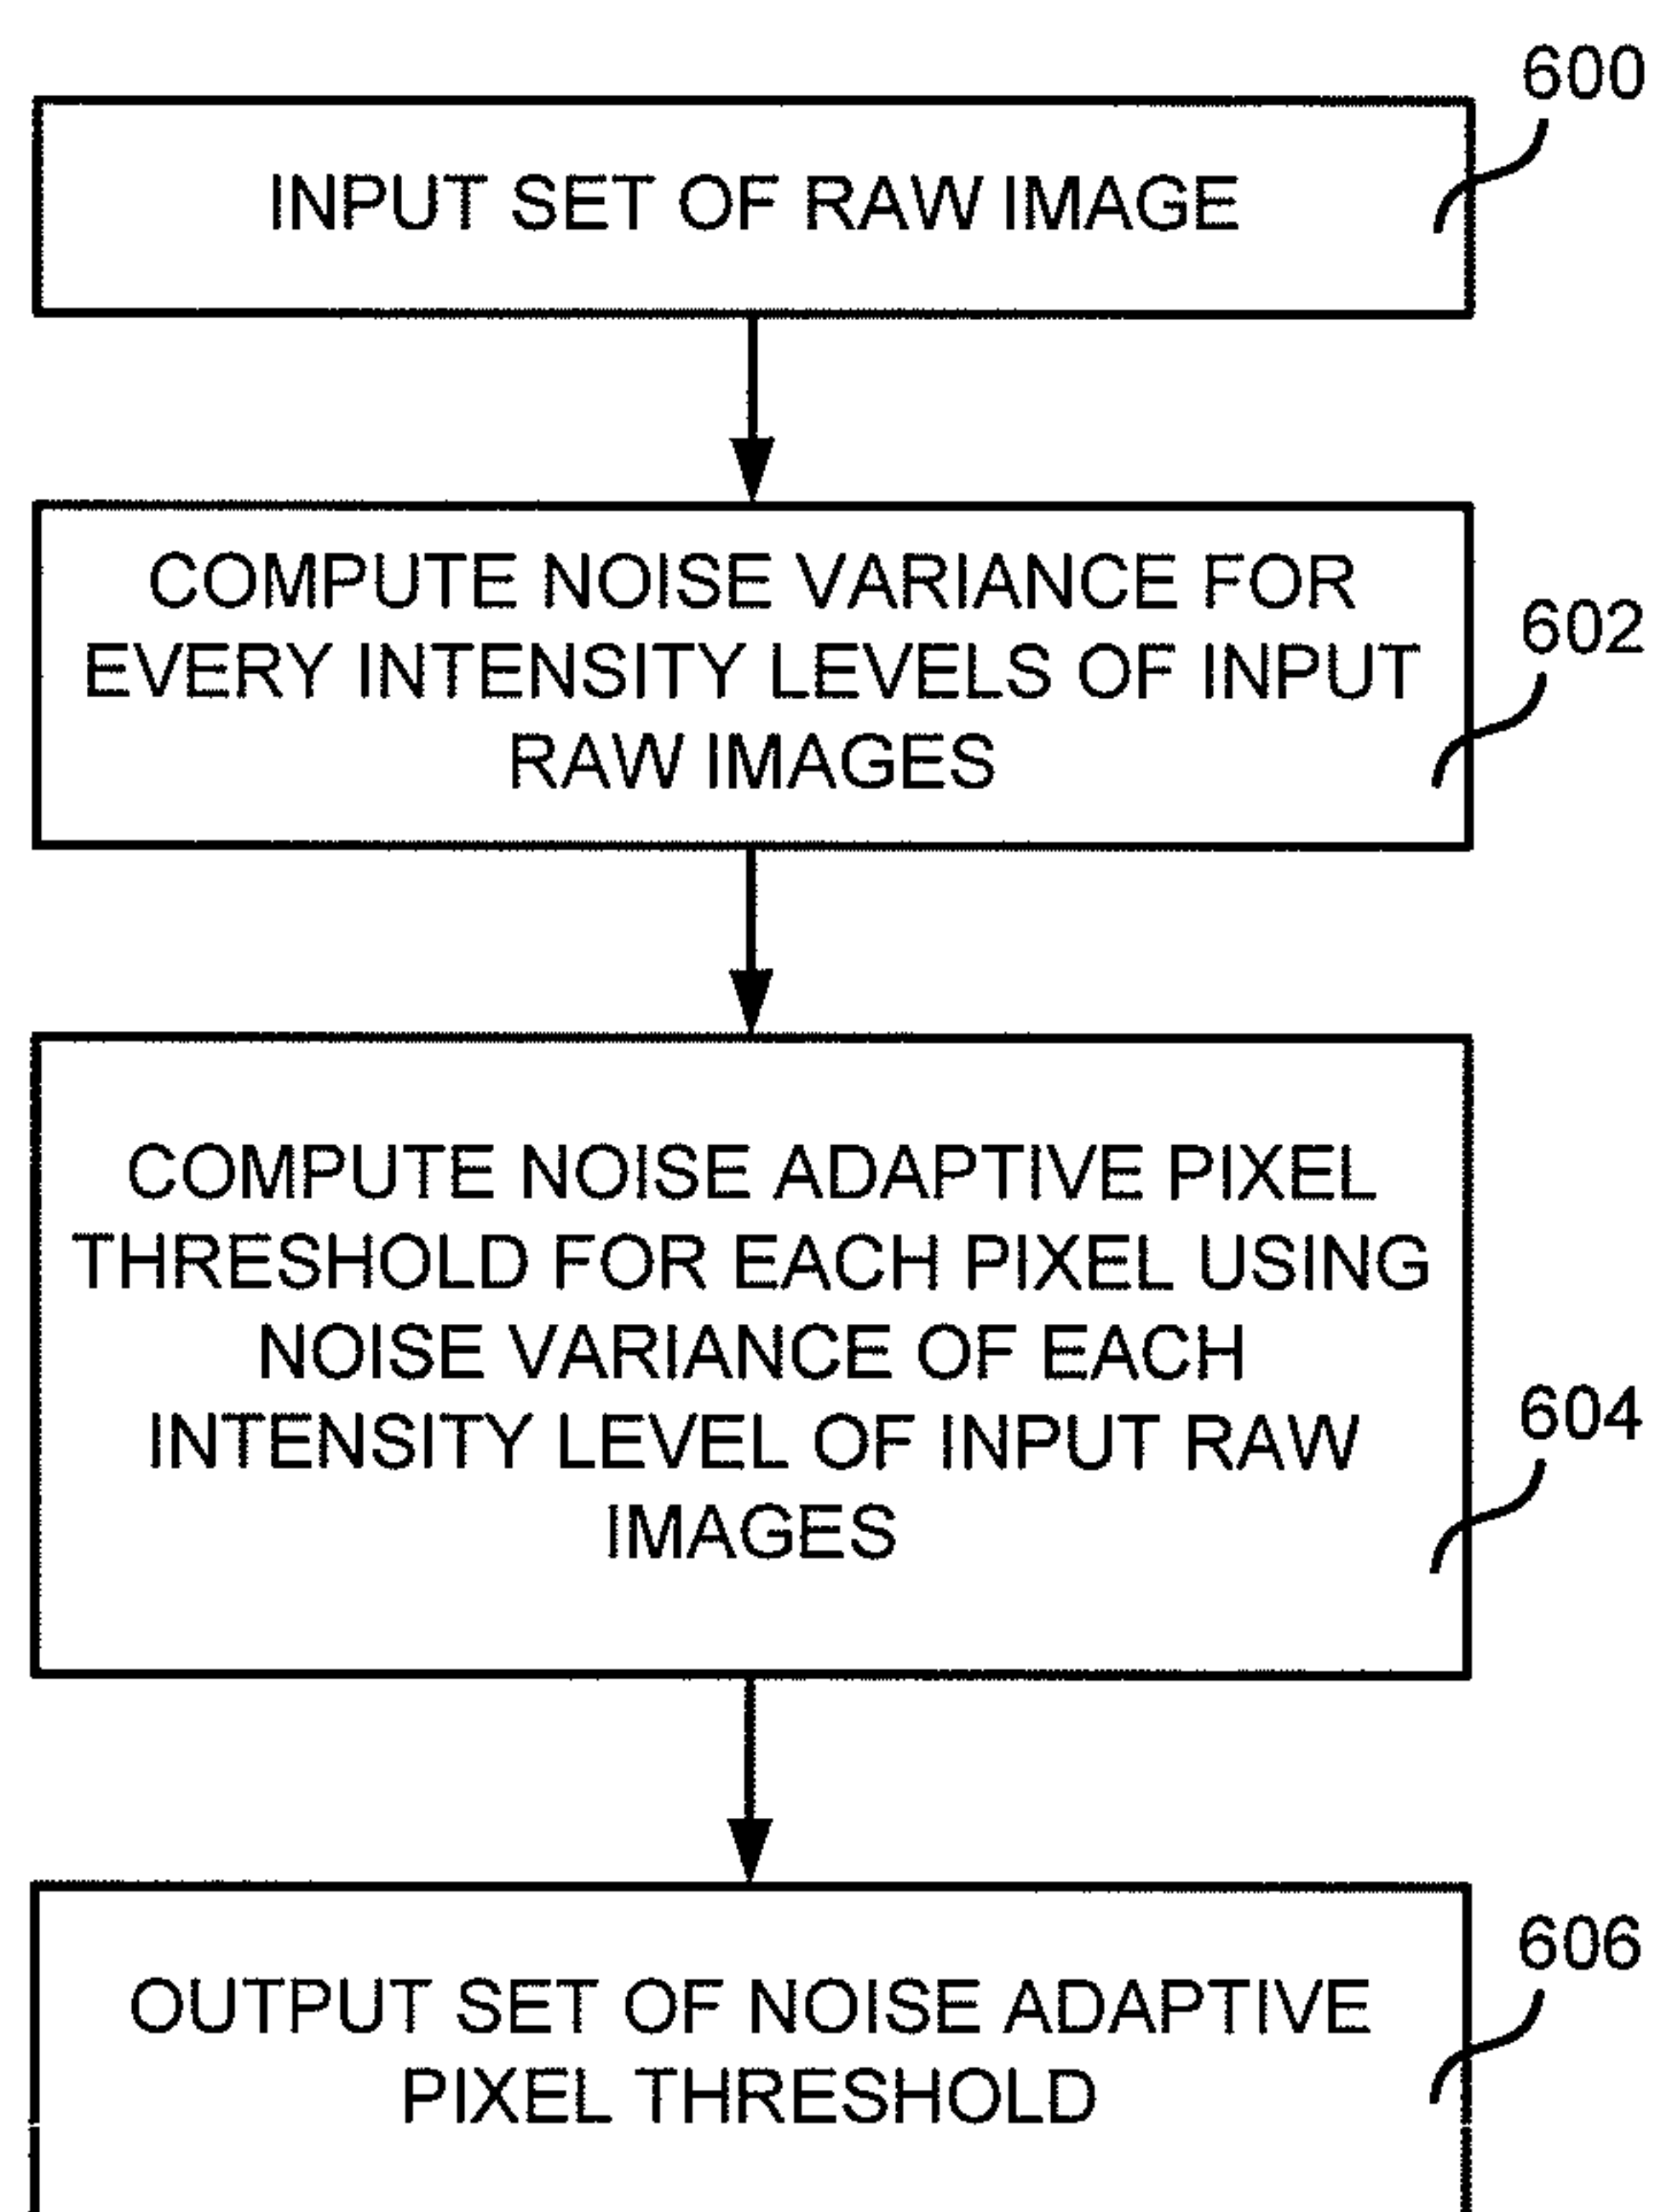 600
INPUT SET OF RAW IMAGE
COMPUTE NOISE VARIANCE FOR
EVERY INTENSITY LEVELS OF INPUT
RAW IMAGES
602
COMPUTE NOISE ADAPTIVE PIXEL
THRESHOLD FOR EACH PIXEL USING
NOISE VARIANCE OF EACH
INTENSITY LEVEL OF INPUT RAW
IMAGES
604
606
OUTPUT SET OF NOISE ADAPTIVE
PIXEL THRESHOLD